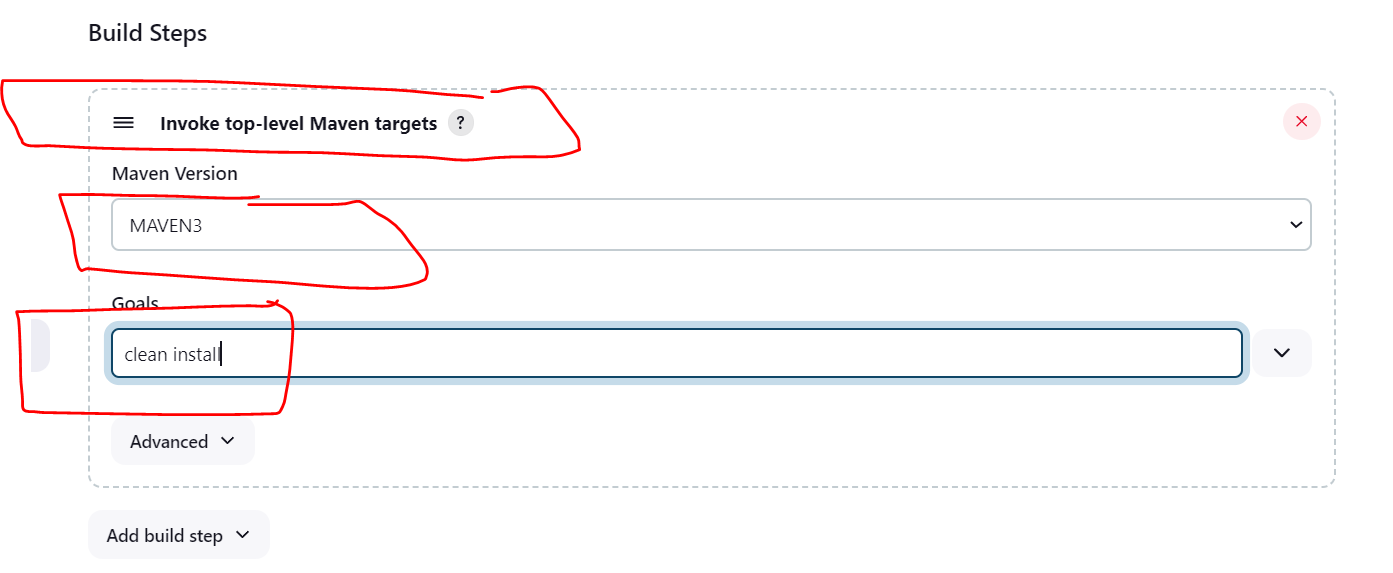 Build Steps
Invoke top-level Maven targets ?
Maven Version
MAVEN3
Goals
clean install
Advanced
Add build step